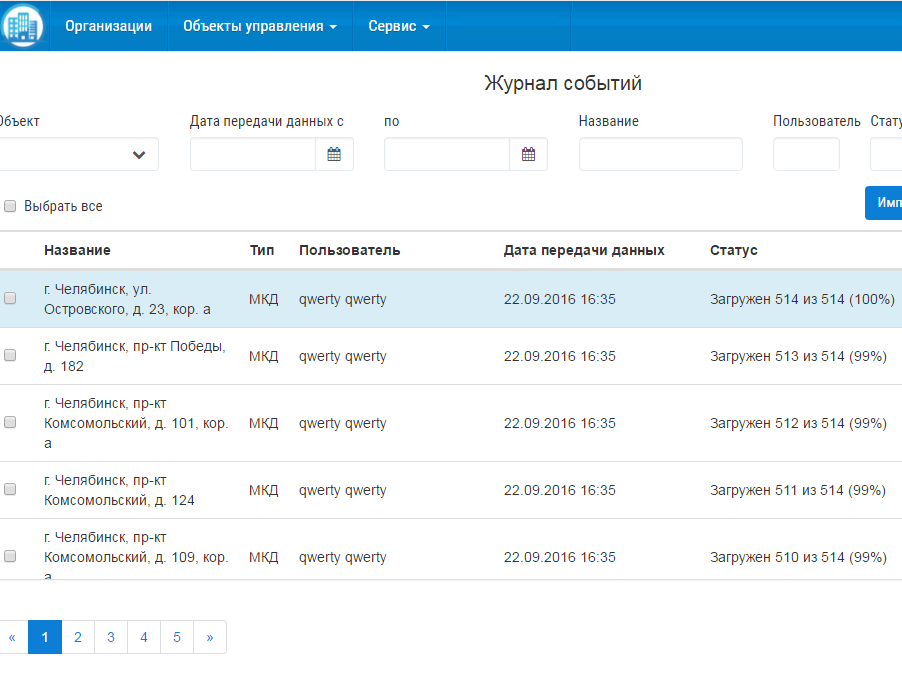 Организации Объекты управления Сервис
Журнал событий
Объект Дата передачи данных с по Название Пользователь Стату
Выбрать все Имп
Название Тип Пользователь Дата передачи данных Статус
г. Челябинск, ул.
Островского, д. 23, кор. а МКД qwerty qwerty 22.09.2016 16:35 Загружен 514 из 514 (100%)
г. Челябинск, пр-кт Победы,
д. 182 МКД qwerty qwerty 22.09.2016 16:35 Загружен 513 из 514 (99%)
г. Челябинск, пр-кт
Комсомольский, д. 101, кор. МКД qwerty qwerty 22.09.2016 16:35 Загружен 512 из 514 (99%)
а
г. Челябинск, пр-кт
Комсомольский, д. 124 МКД qwerty qwerty 22.09.2016 16:35 Загружен 511 из 514 (99%)
г. Челябинск, пр-кт
Комсомольский, д. 109, кор. МКД qwerty qwerty 22.09.2016 16:35 Загружен 510 из 514 (99%)
а
« 1 2 3 4 5 »